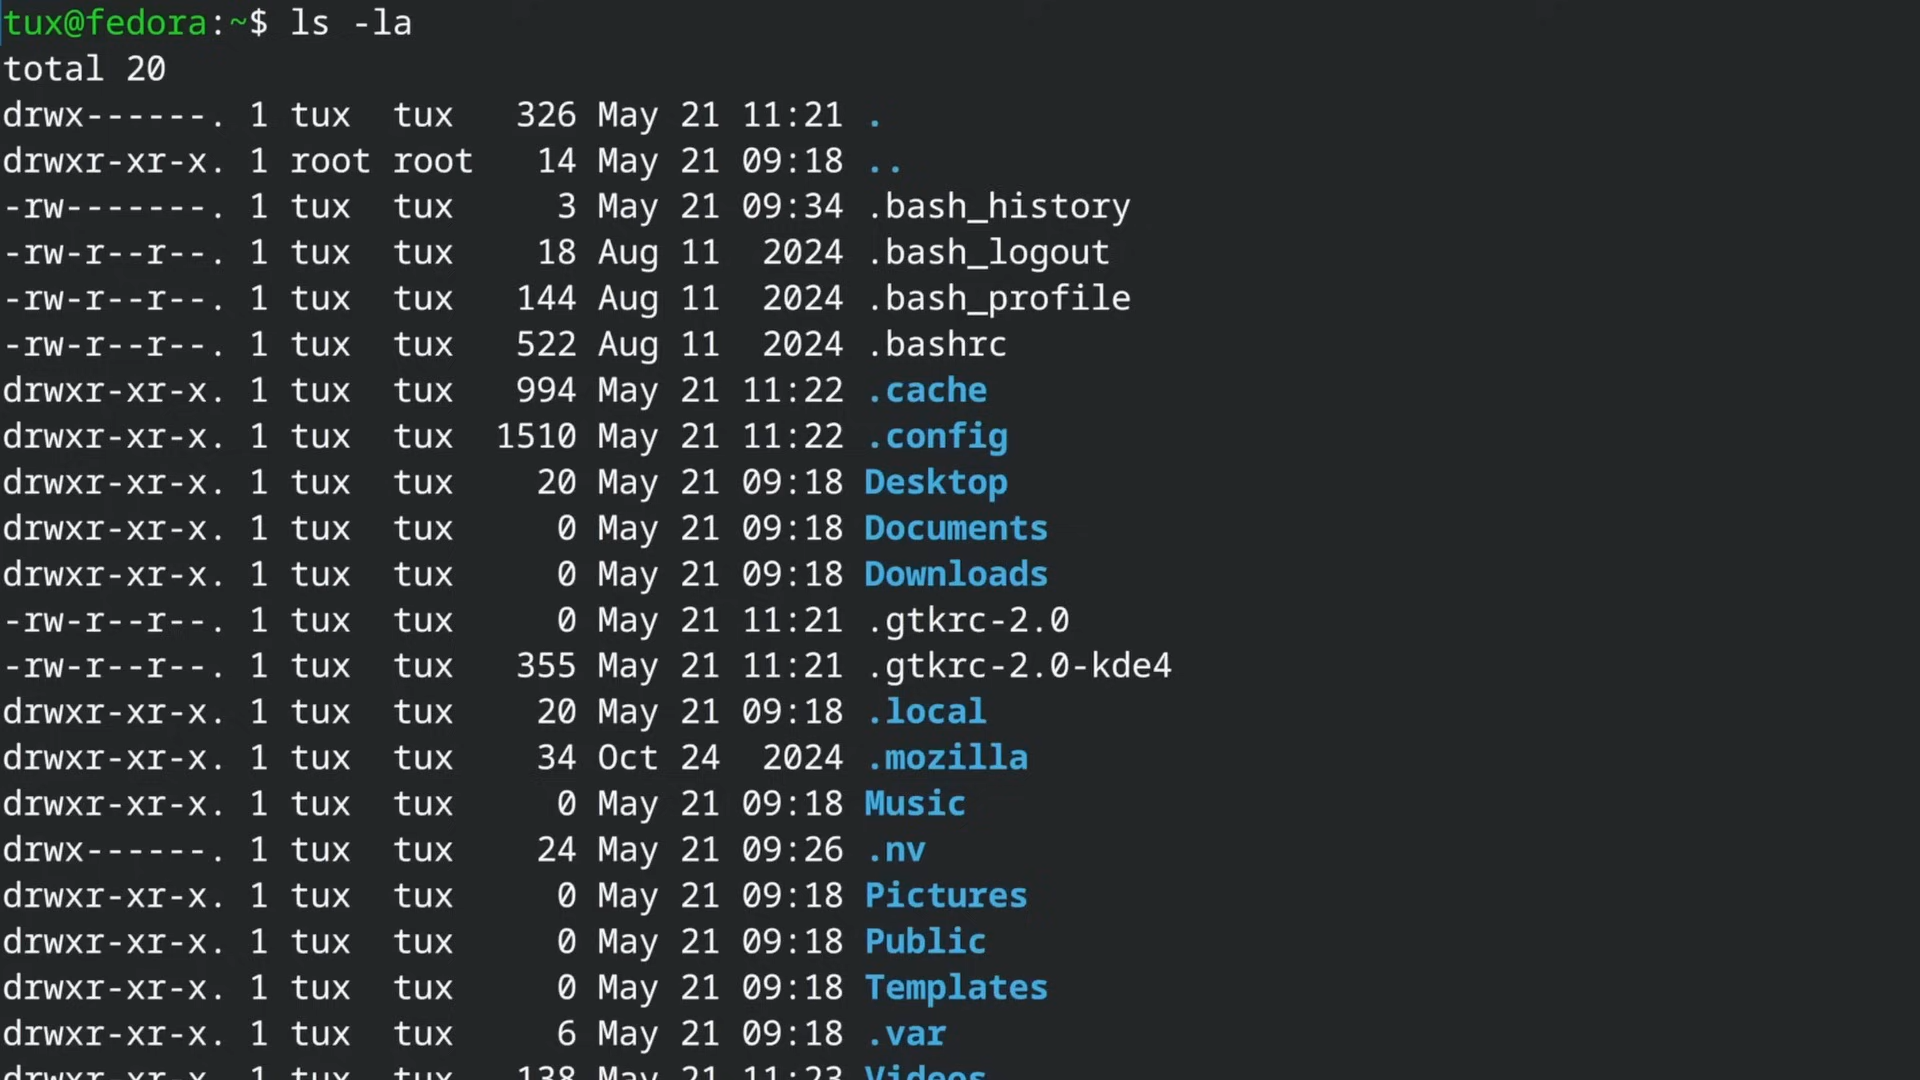 tux@fedora:~$ ls -la
total 20
drwx------. 1 tux  tux   326 May 21 11:21 .
drwxr-xr-x. 1 root root   14 May 21 09:18 ..
-rw-------. 1 tux  tux     3 May 21 09:34 .bash_history
-rw-r--r--. 1 tux  tux    18 Aug 11  2024 .bash_logout
-rw-r--r--. 1 tux  tux   144 Aug 11  2024 .bash_profile
-rw-r--r--. 1 tux  tux   522 Aug 11  2024 .bashrc
drwxr-xr-x. 1 tux  tux   994 May 21 11:22 .cache
drwxr-xr-x. 1 tux  tux  1510 May 21 11:22 .config
drwxr-xr-x. 1 tux  tux    20 May 21 09:18 Desktop
drwxr-xr-x. 1 tux  tux     0 May 21 09:18 Documents
drwxr-xr-x. 1 tux  tux     0 May 21 09:18 Downloads
-rw-r--r--. 1 tux  tux     0 May 21 11:21 .gtkrc-2.0
-rw-r--r--. 1 tux  tux   355 May 21 11:21 .gtkrc-2.0-kde4
drwxr-xr-x. 1 tux  tux    20 May 21 09:18 .local
drwxr-xr-x. 1 tux  tux    34 Oct 24  2024 .mozilla
drwxr-xr-x. 1 tux  tux     0 May 21 09:18 Music
drwx------. 1 tux  tux    24 May 21 09:26 .nv
drwxr-xr-x. 1 tux  tux     0 May 21 09:18 Pictures
drwxr-xr-x. 1 tux  tux     0 May 21 09:18 Public
drwxr-xr-x. 1 tux  tux     0 May 21 09:18 Templates
drwxr-xr-x. 1 tux  tux     6 May 21 09:18 .var
drwxr-xr-x. 1 tux  tux   138 May 21 11:23 Videos